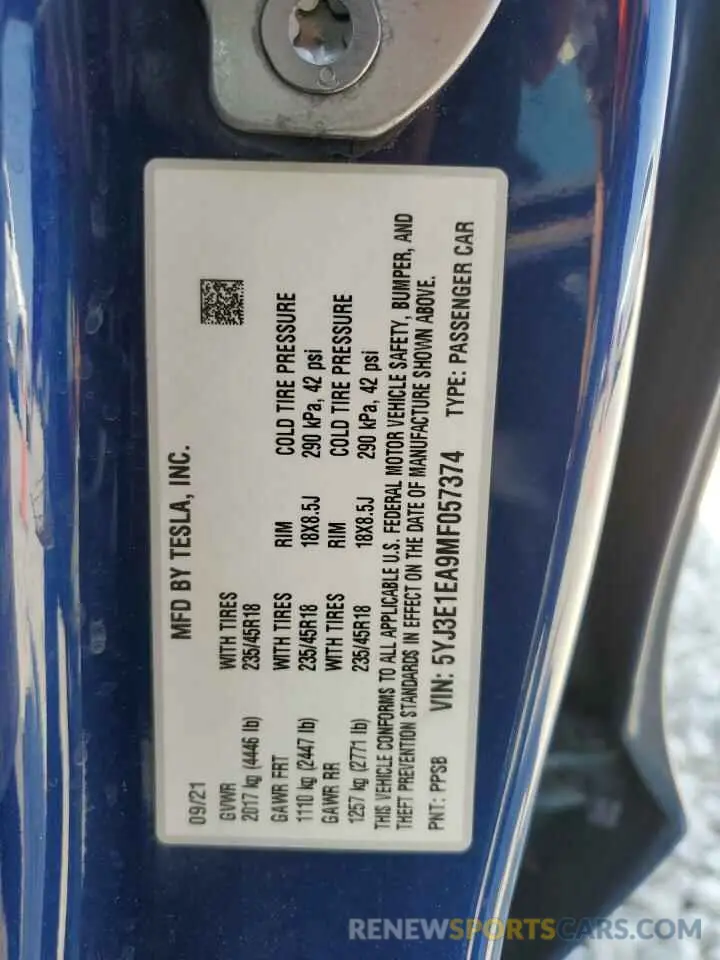 MFD BY TESLA, INC.
09/21
GVWR WITH TIRES
2017 kg (4446 lb) 235/45R18
GAWR FRT WITH TIRES RIM COLD TIRE PRESSURE
1110 kg (2447 lb) 235/45R18 18X8.5J 290 kPa, 42 psi
GAWR RR WITH TIRES RIM COLD TIRE PRESSURE
1257 kg (2771 lb) 235/45R18 18X8.5J 290 kPa, 42 psi
THIS VEHICLE CONFORMS TO ALL APPLICABLE U.S. FEDERAL MOTOR VEHICLE SAFETY, BUMPER, AND
THEFT PREVENTION STANDARDS IN EFFECT ON THE DATE OF MANUFACTURE SHOWN ABOVE.
PNT: PPSB VIN: 5YJ3E1EA9MF057374 TYPE: PASSENGER CAR
RENEWSPORTSCARS.COM